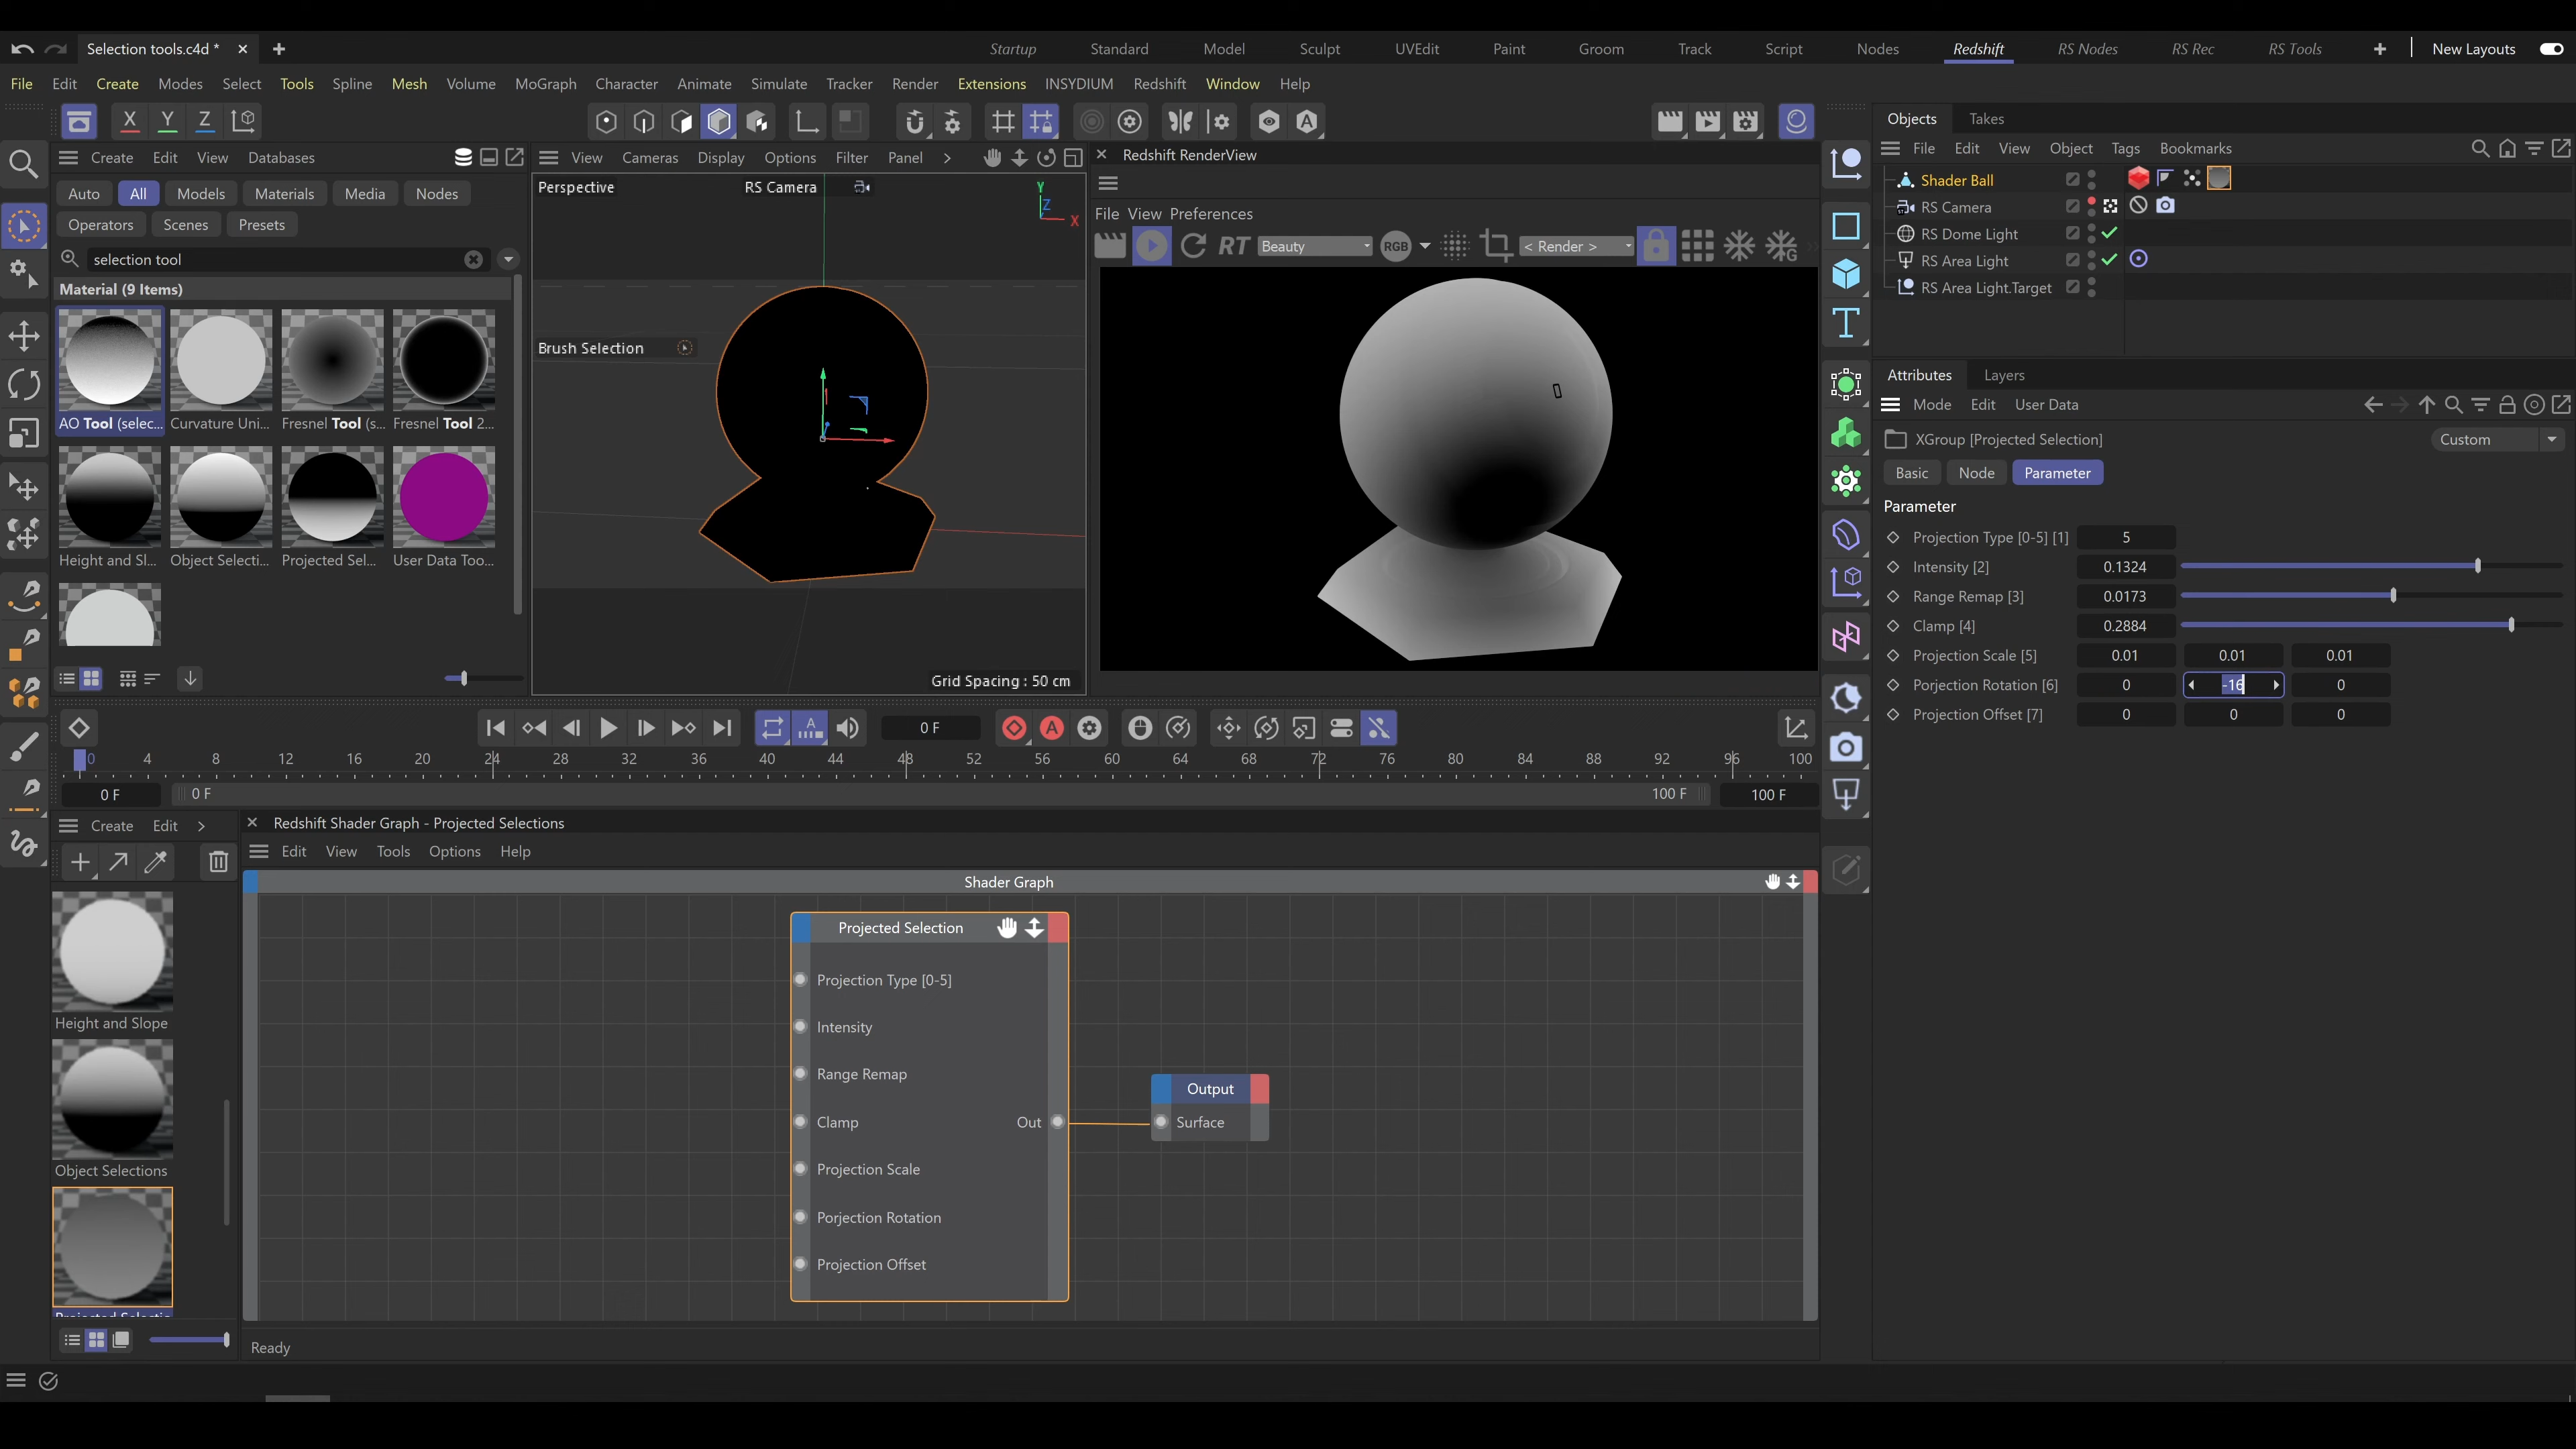 Selection tools.c4d *
Startup Standard Model Sculpt UVEdit Paint Groom Track Script Nodes Redshift RS Nodes RS Rec RS Tools New Layouts
File Edit Create Modes Select Tools Spline Mesh Volume MoGraph Character Animate Simulate Tracker Render Extensions INSYDIUM Redshift Window Help
X Y Z
Objects Takes
Create Edit View Databases
View Cameras Display Options Filter Panel
Redshift RenderView
File Edit View Object Tags Bookmarks
Auto All Models Materials Media Nodes
Operators Scenes Presets
selection tool
Material (9 Items)
AO Tool (selec...
Curvature Uni...
Fresnel Tool (s...
Fresnel Tool 2...
Height and Sl...
Object Selecti...
Projected Sel...
User Data Too...
Perspective RS Camera
Y
Z
X
Brush Selection
Grid Spacing : 50 cm
File View Preferences
RT Beauty RGB < Render >
Shader Ball
RS Camera
RS Dome Light
RS Area Light
RS Area Light.Target
Attributes Layers
Mode Edit User Data
XGroup [Projected Selection] Custom
Basic Node Parameter
Parameter
Projection Type [0-5] [1] 5
Intensity [2] 0.1324
Range Remap [3] 0.0173
Clamp [4] 0.2884
Projection Scale [5] 0.01 0.01 0.01
Porjection Rotation [6] 0 -16 0
Projection Offset [7] 0 0 0
0 F
0 4 8 12 16 20 24 28 32 36 40 44 48 52 56 60 64 68 72 76 80 84 88 92 96 100
0 F 0 F 100 F 100 F
Create Edit
Redshift Shader Graph - Projected Selections
Edit View Tools Options Help
Shader Graph
Height and Slope
Object Selections
Projected Selectio
Projected Selection
Projection Type [0-5]
Intensity
Range Remap
Clamp Out
Projection Scale
Porjection Rotation
Projection Offset
Output
Surface
Ready